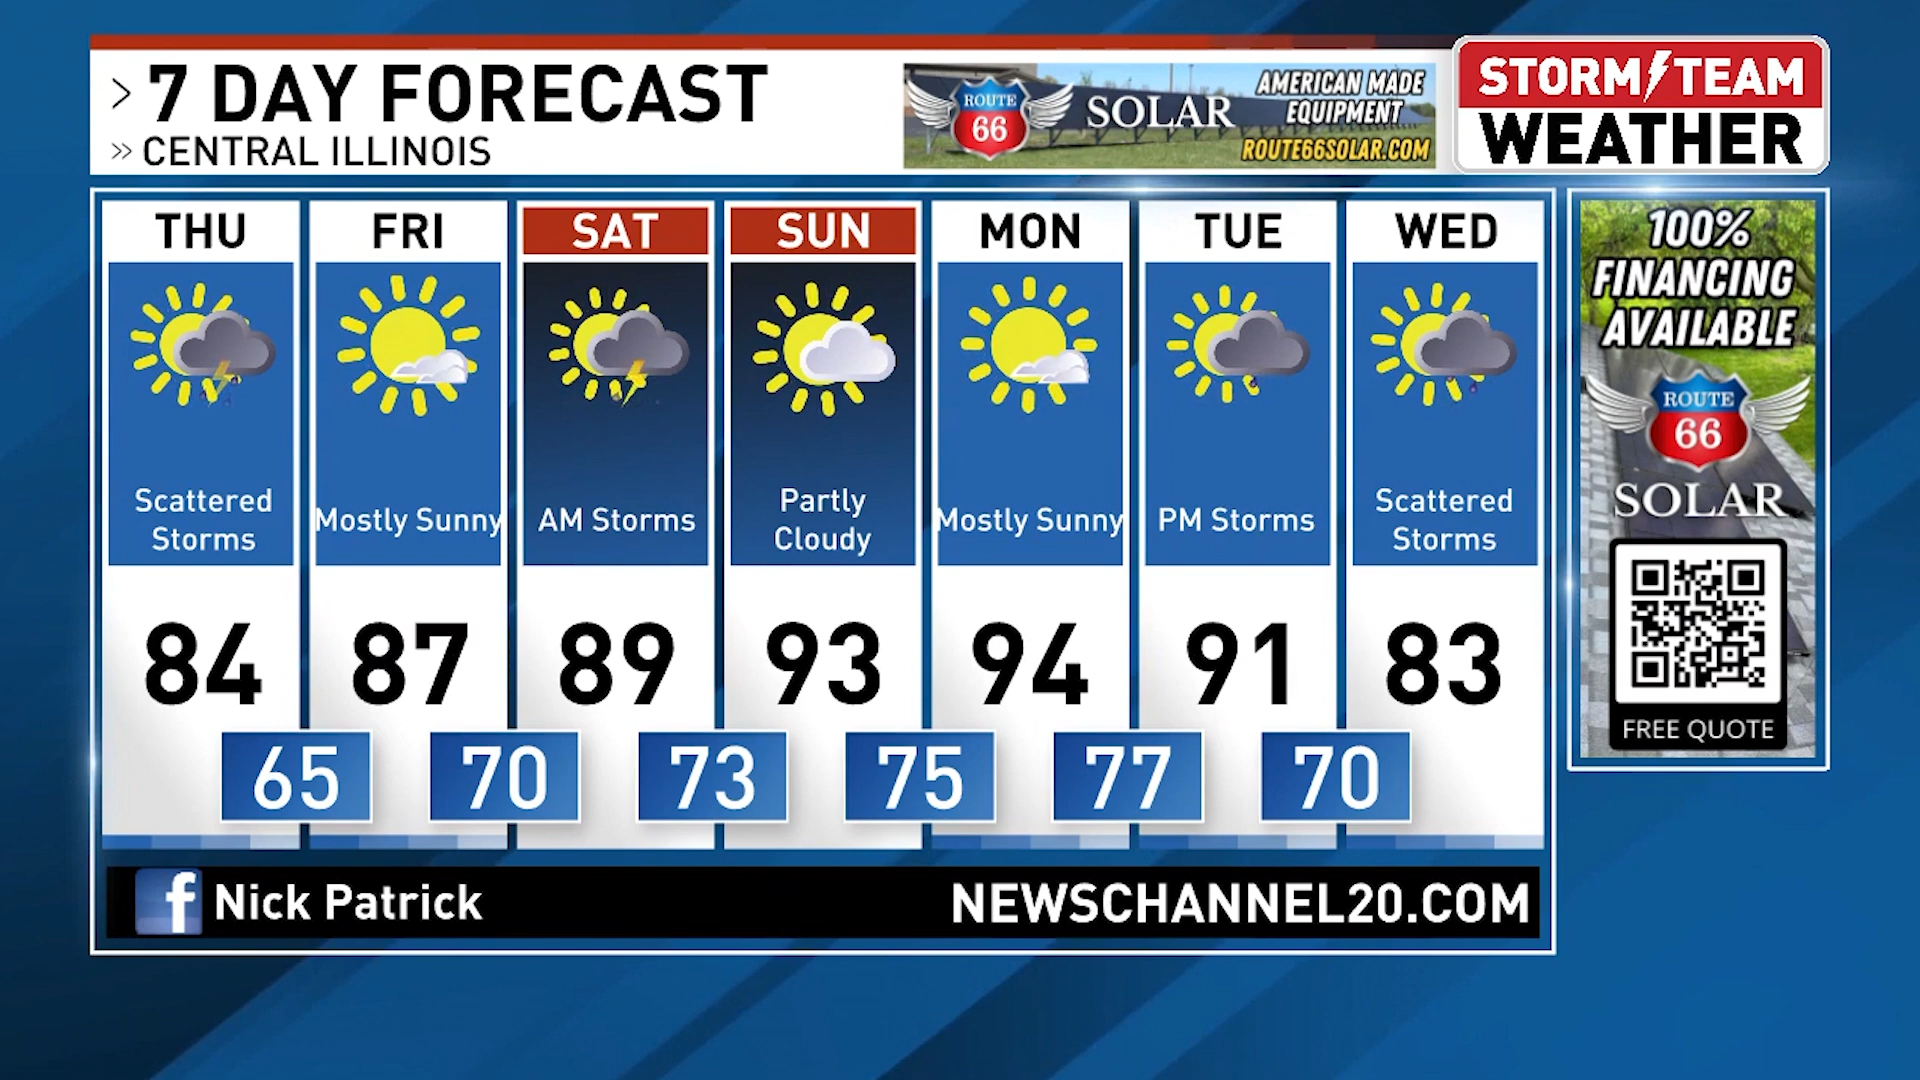 > 7 DAY FORECAST
» CENTRAL ILLINOIS
ROUTE
66
SOLAR
AMERICAN MADE
EQUIPMENT
ROUTE66SOLAR.COM
STORM TEAM
WEATHER
THU
FRI
SAT
SUN
MON
TUE
WED
Scattered
Storms
Mostly Sunny
AM Storms
Partly
Cloudy
Mostly Sunny
PM Storms
Scattered
Storms
84
87
89
93
94
91
83
65
70
73
75
77
70
f Nick Patrick
NEWSCHANNEL20.COM
100%
FINANCING
AVAILABLE
ROUTE
66
SOLAR
FREE QUOTE